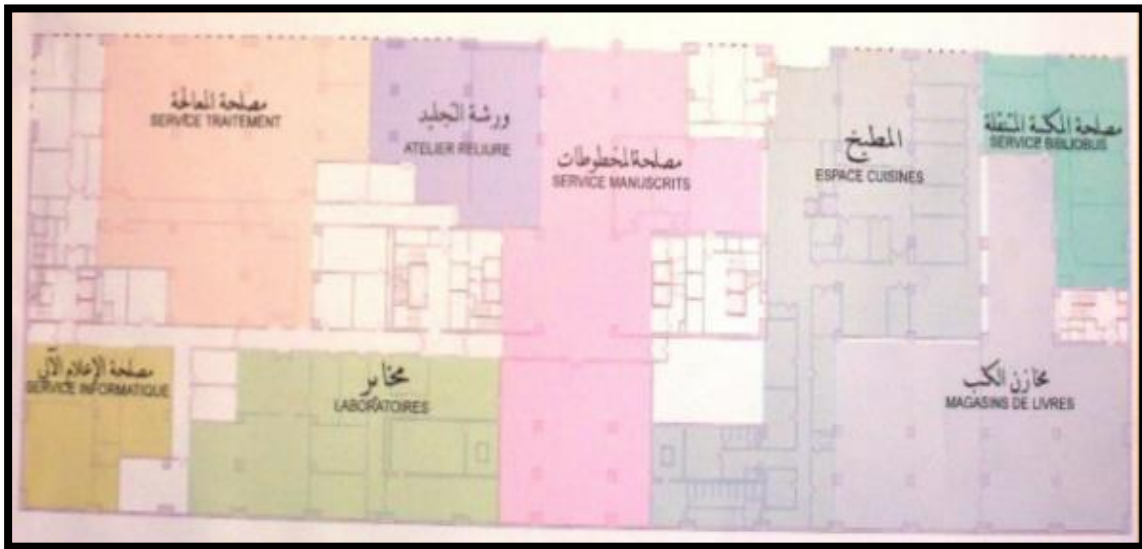 مصلحة المعالجة
SERVICE TRAITEMENT
ورشة التجليد
ATELIER RELIURE
مصلحة المخطوطات
SERVICE MANUSCRITS
المطبخ
ESPACE CUISINES
مصلحة المكتبة المتنقلة
SERVICE BIBLIOBUS
مصلحة الإعلام الآلي
SERVICE INFORMATIQUE
مخابر
LABORATOIRES
مخازن الكتب
MAGASINS DE LIVRES